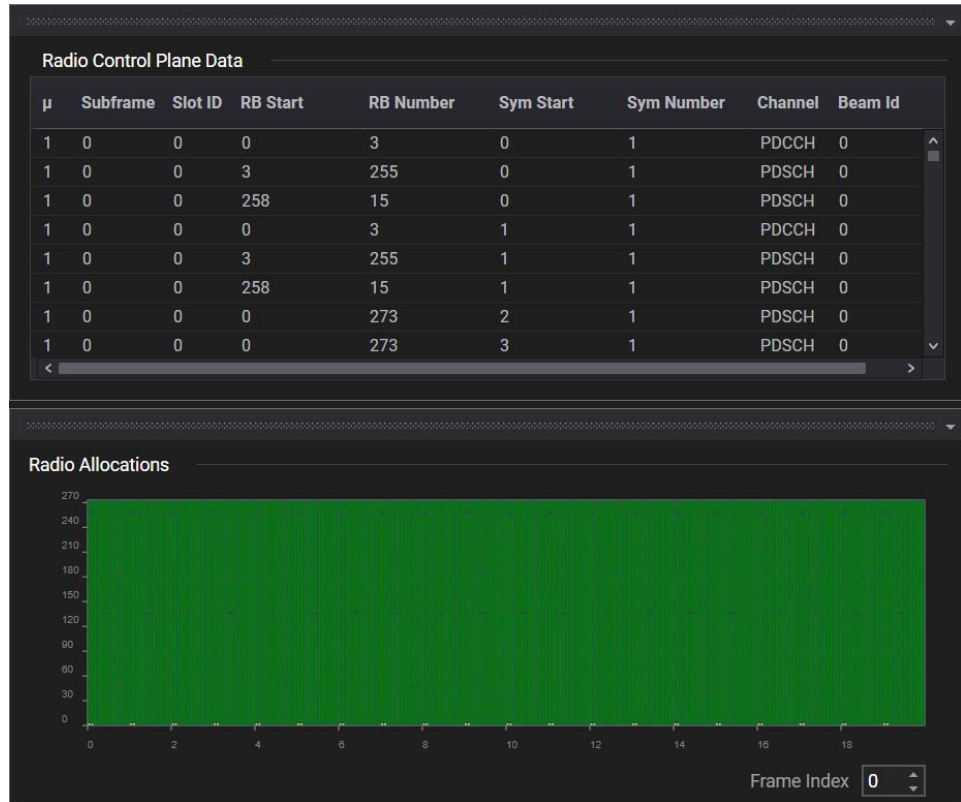 Radio Control Plane Data
µ Subframe Slot ID RB Start RB Number Sym Start Sym Number Channel Beam Id
1 0 0 0 3 0 1 PDCCH 0
1 0 0 3 255 0 1 PDSCH 0
1 0 0 258 15 0 1 PDSCH 0
1 0 0 0 3 1 1 PDCCH 0
1 0 0 3 255 1 1 PDSCH 0
1 0 0 258 15 1 1 PDSCH 0
1 0 0 0 273 2 1 PDSCH 0
1 0 0 0 273 3 1 PDSCH 0
Radio Allocations
270
240
210
180
150
120
90
60
30
0
0 2 4 6 8 10 12 14 16 18
Frame Index 0